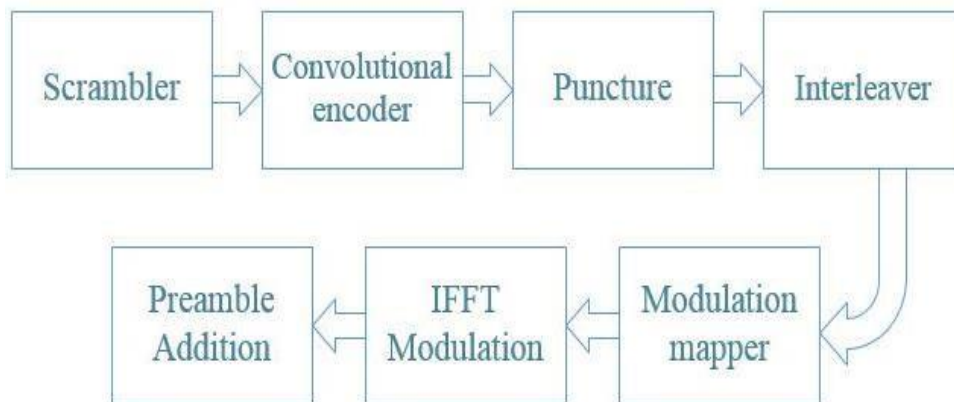 Scrambler
Convolutional
encoder
Puncture
Interleaver
Modulation
mapper
IFFT
Modulation
Preamble
Addition